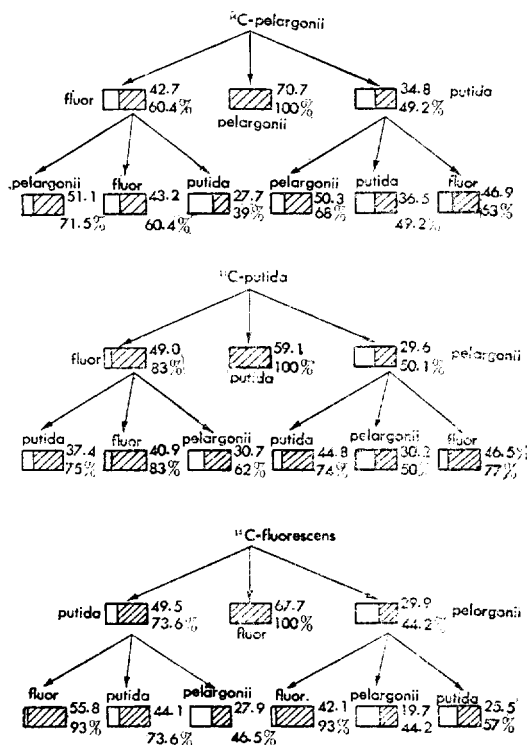 ¹⁴C-pelargonii
fluor 42.7 60.4% 70.7 100% pelargonii 34.8 49.2% putida
pelargonii 51.1 71.5% fluor 43.2 60.4% putida 27.7 39% pelargonii 50.3 68% putida 36.5 49.2% fluor 46.9 53%
¹⁴C-putida
fluor 49.0 83% 59.1 100% putida 29.6 50.1% pelargonii
putida 37.4 75% fluor 40.9 83% pelargonii 30.7 62% putida 44.8 74% pelargonii 50% fluor 46.5% 77%
¹⁴C-fluorescens
putida 49.5 73.6% 67.7 100% fluor 29.9 44.2% pelorgonii
fluor 55.8 93% putida 44.1 73.6% pelargonii 27.9 46.5% fluor. 42.1 93% pelargonii 19.7 44.2 putida 25.5 57%